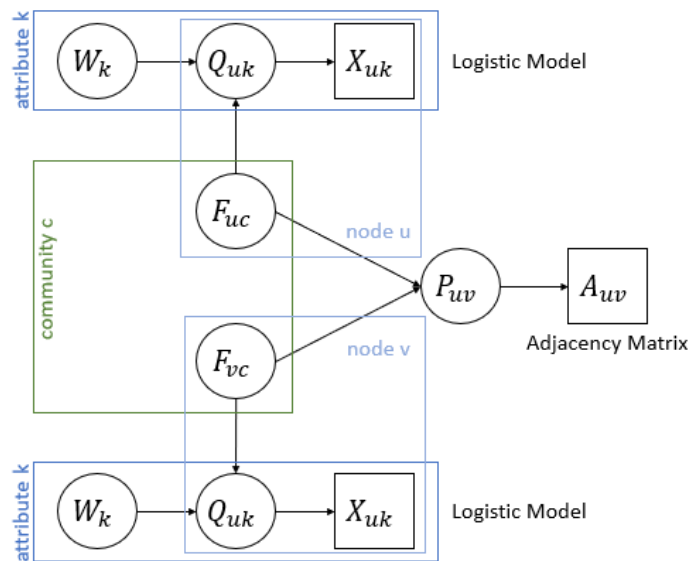 attribute k
W_k
Q_uk
X_uk
Logistic Model
community c
F_uc
node u
P_uv
A_uv
Adjacency Matrix
F_vc
node v
attribute k
W_k
Q_uk
X_uk
Logistic Model